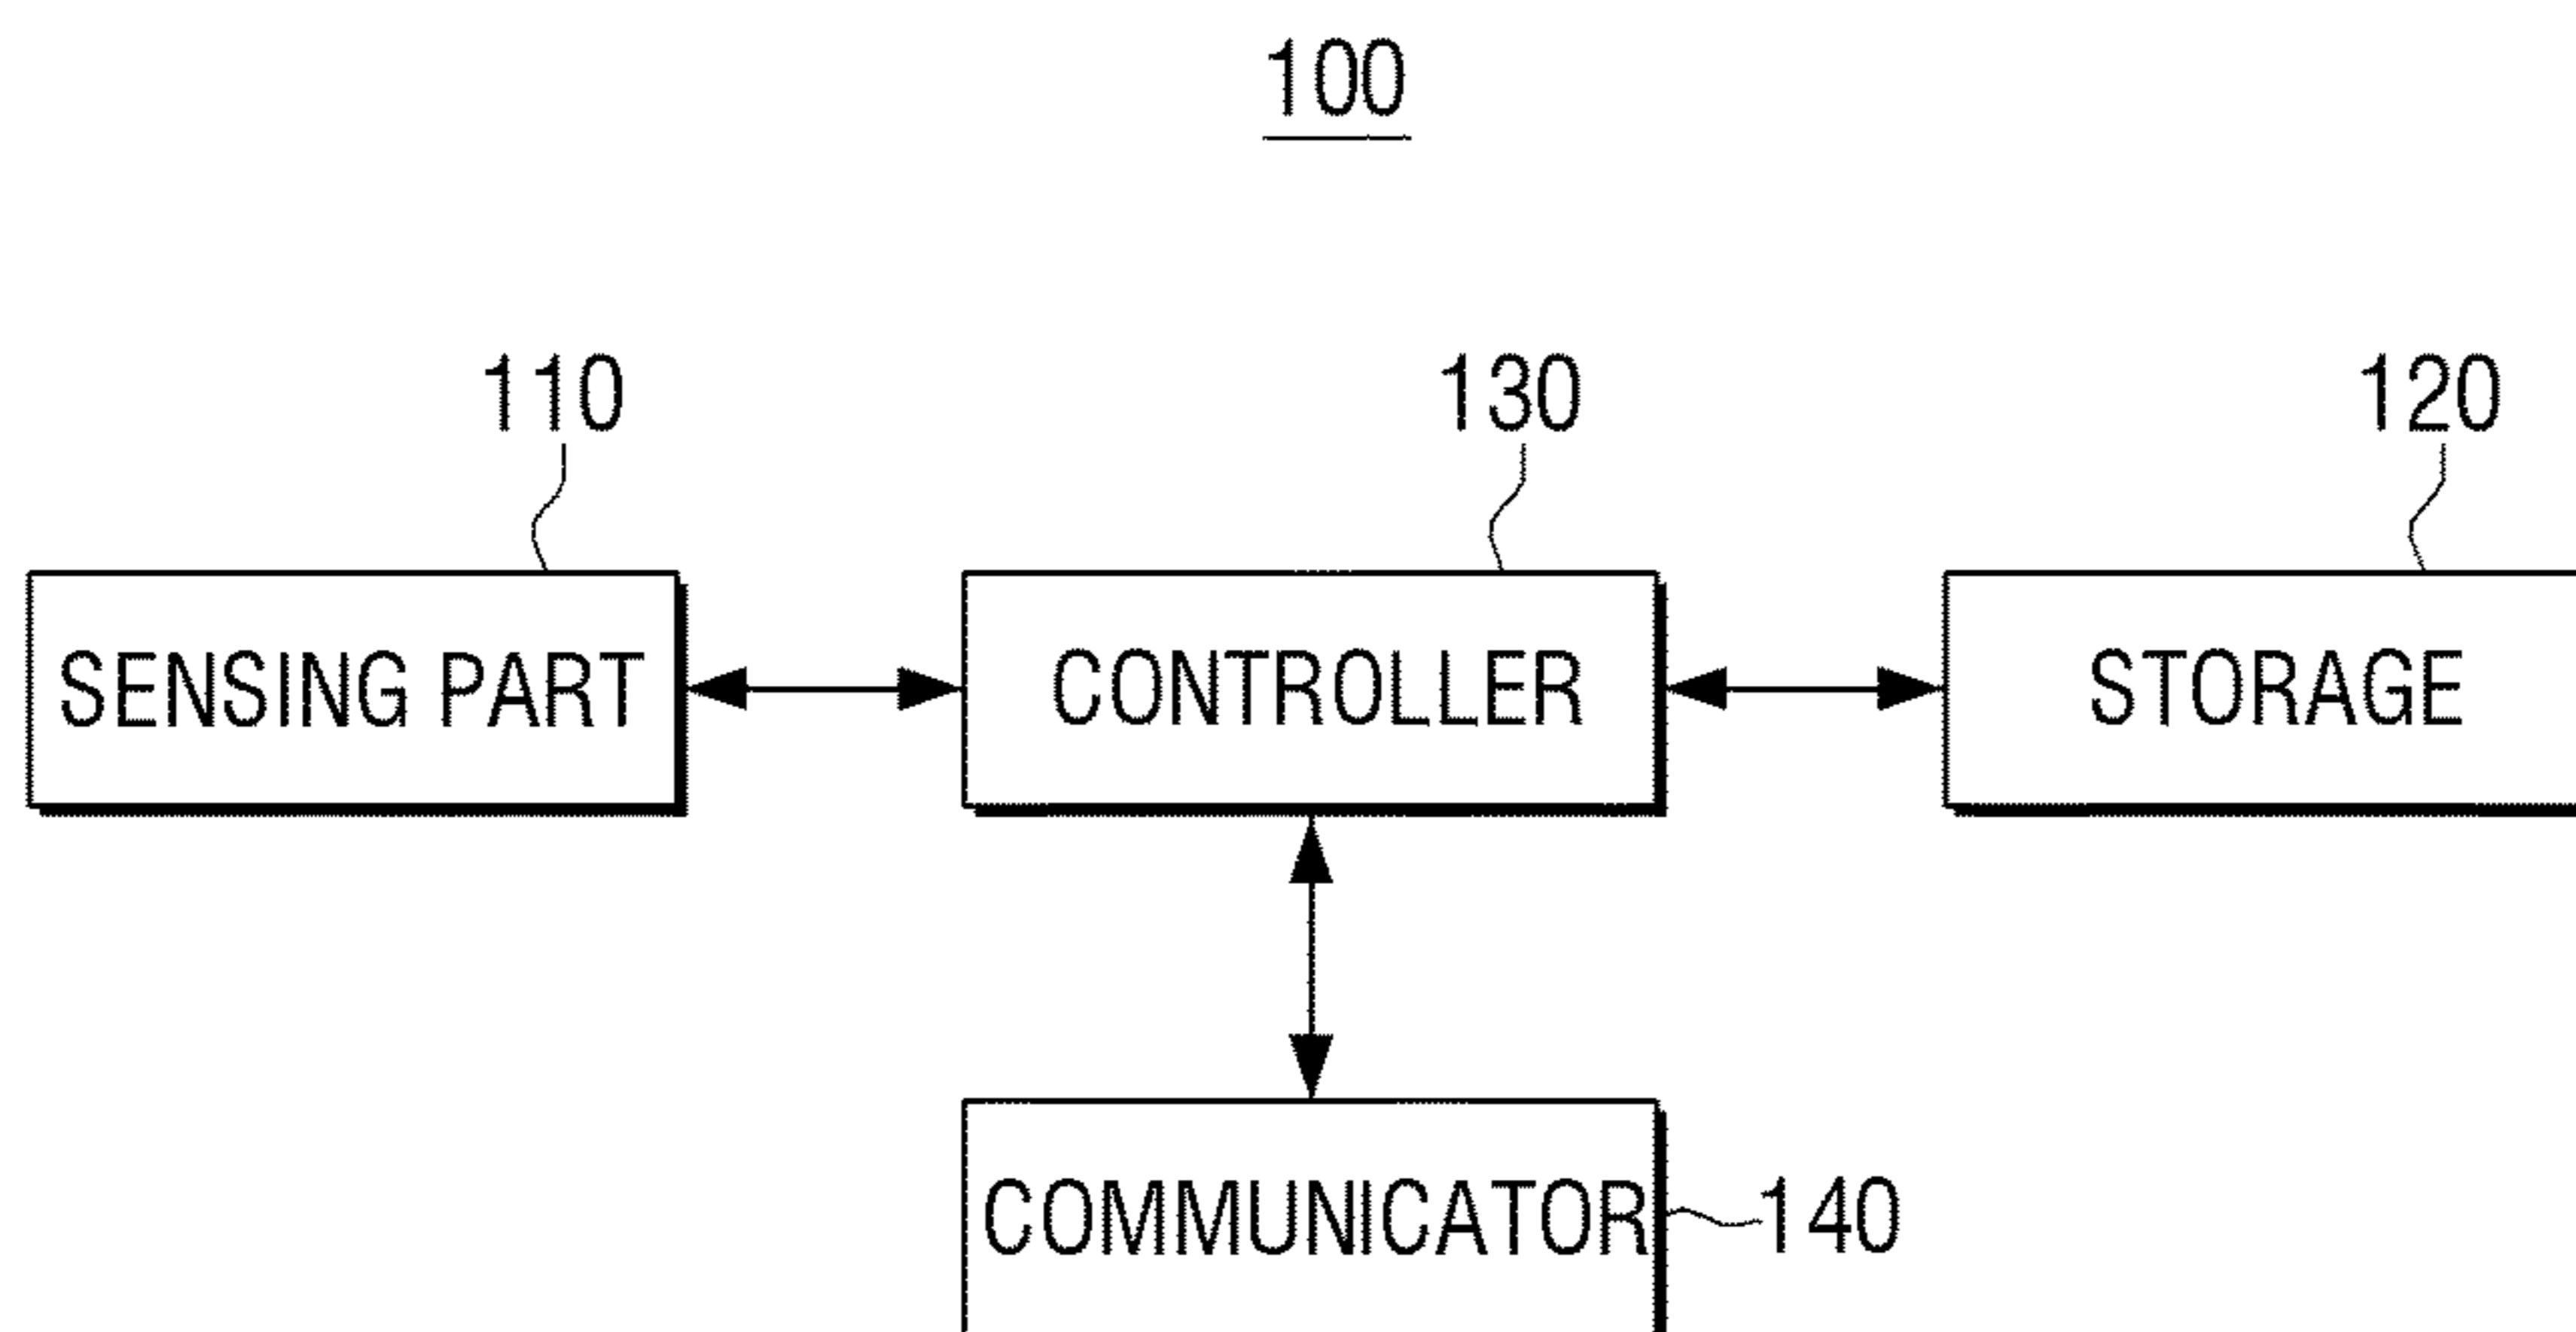 100
110
130
120
SENSING PART
CONTROLLER
STORAGE
COMMUNICATOR
140